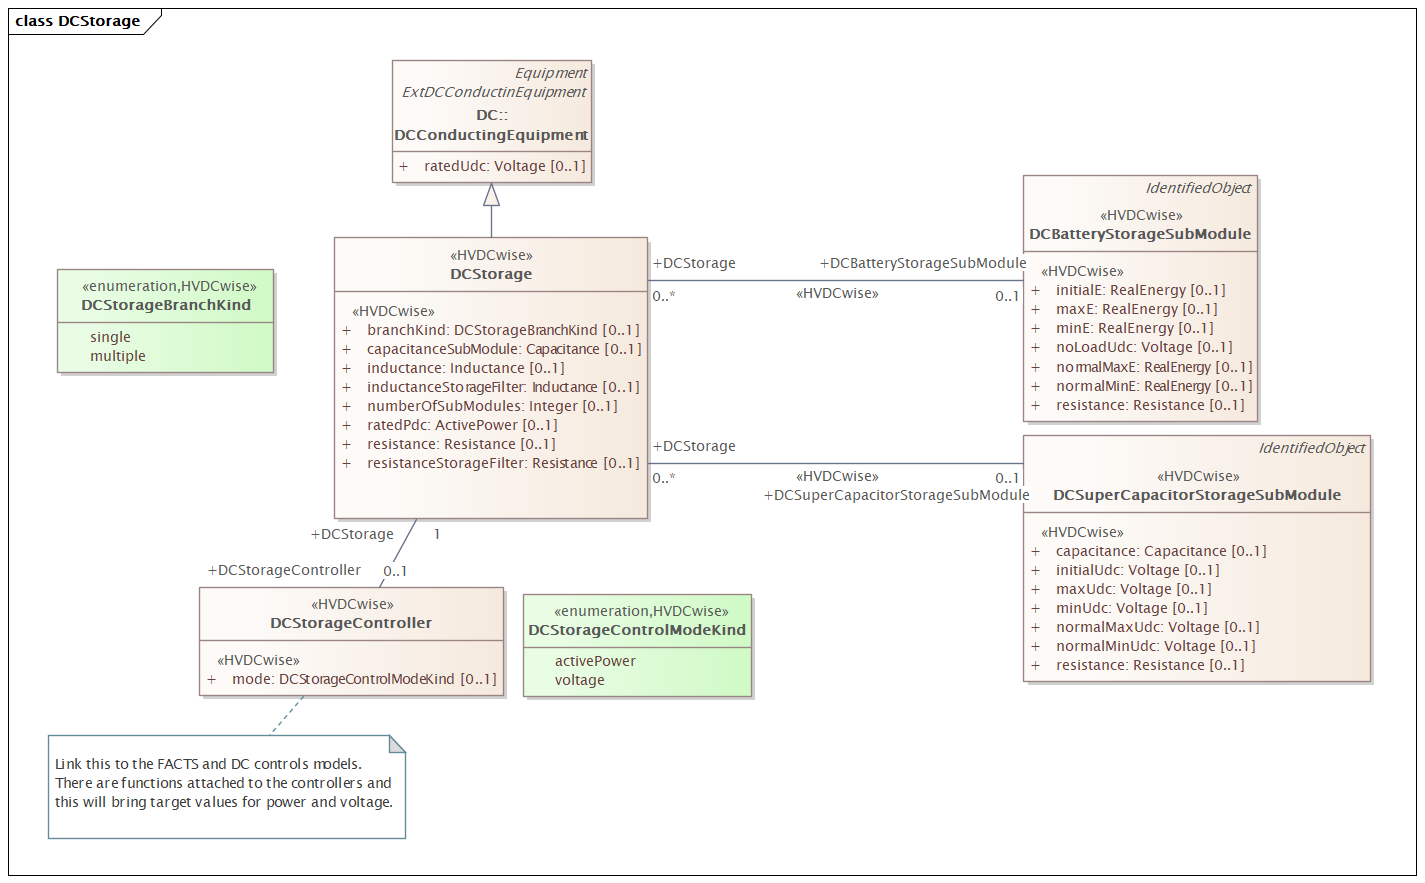 class DCStorage
Equipment
ExtDCConductinEquipment
DC::
DCConductingEquipment
+ ratedUdc: Voltage [0..1]
«HVDCwise»
DCStorage
«HVDCwise»
+ branchKind: DCStorageBranchKind [0..1]
+ capacitanceSubModule: Capacitance [0..1]
+ inductance: Inductance [0..1]
+ inductanceStorageFilter: Inductance [0..1]
+ numberOfSubModules: Integer [0..1]
+ ratedPdc: ActivePower [0..1]
+ resistance: Resistance [0..1]
+ resistanceStorageFilter: Resistance [0..1]
«enumeration,HVDCwise»
DCStorageBranchKind
single
multiple
+DCStorage
+DCBatteryStorageSubModule
0..*
«HVDCwise»
0..1
IdentifiedObject
«HVDCwise»
DCBatteryStorageSubModule
«HVDCwise»
+ initialE: RealEnergy [0..1]
+ maxE: RealEnergy [0..1]
+ minE: RealEnergy [0..1]
+ noLoadUdc: Voltage [0..1]
+ normalMaxE: RealEnergy [0..1]
+ normalMinE: RealEnergy [0..1]
+ resistance: Resistance [0..1]
+DCStorage
0..*
«HVDCwise»
0..1
+DCSuperCapacitorStorageSubModule
IdentifiedObject
«HVDCwise»
DCSuperCapacitorStorageSubModule
«HVDCwise»
+ capacitance: Capacitance [0..1]
+ initialUdc: Voltage [0..1]
+ maxUdc: Voltage [0..1]
+ minUdc: Voltage [0..1]
+ normalMaxUdc: Voltage [0..1]
+ normalMinUdc: Voltage [0..1]
+ resistance: Resistance [0..1]
+DCStorage
1
+DCStorageController
0..1
«HVDCwise»
DCStorageController
«HVDCwise»
+ mode: DCStorageControlModeKind [0..1]
«enumeration,HVDCwise»
DCStorageControlModeKind
activePower
voltage
Link this to the FACTS and DC controls models.
There are functions attached to the controllers and
this will bring target values for power and voltage.